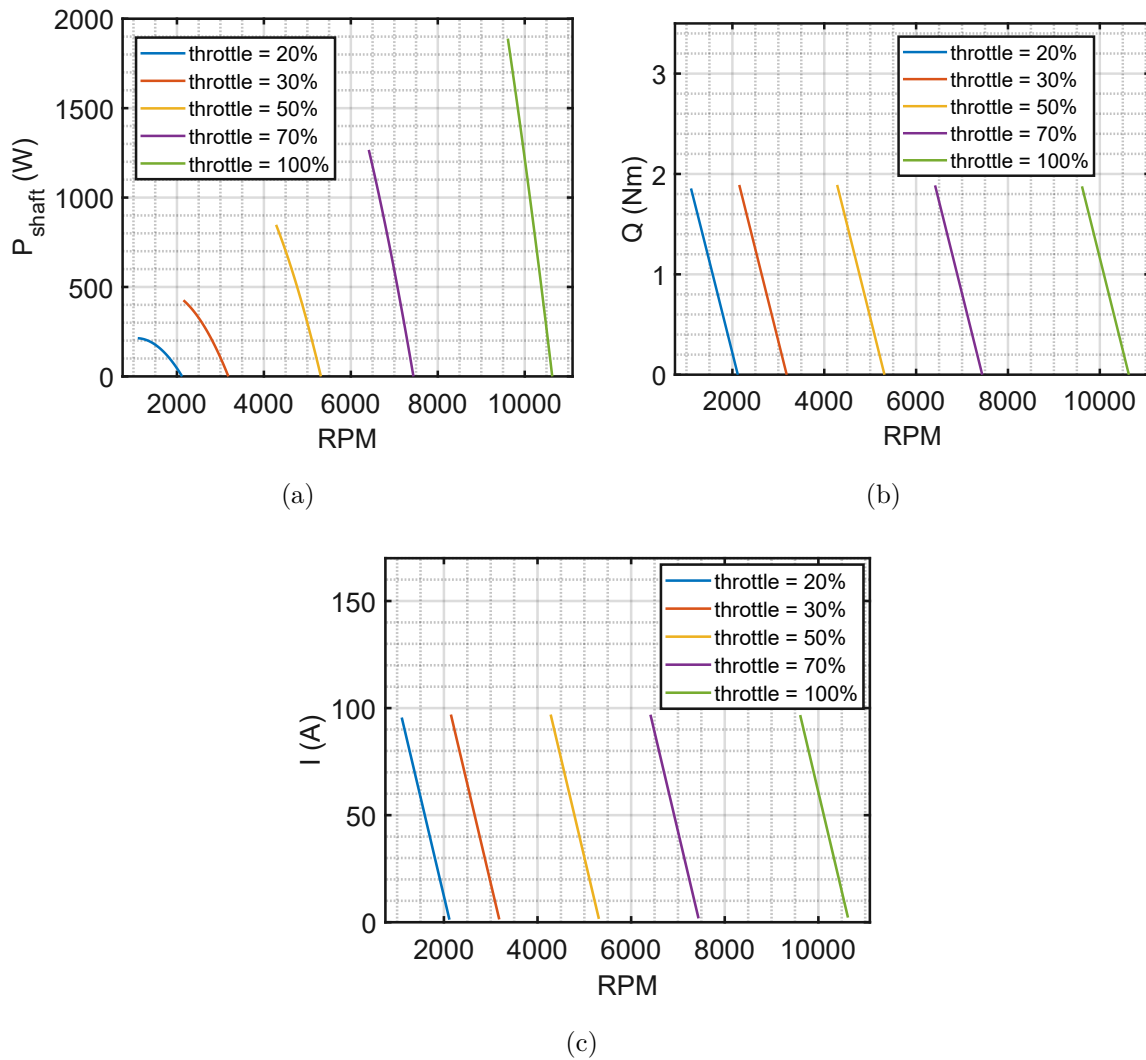 2000
1500
1000
500
0
P_shaft (W)
throttle = 20%
throttle = 30%
throttle = 50%
throttle = 70%
throttle = 100%
2000 4000 6000 8000 10000
RPM
(a)
3
2
1
0
Q (Nm)
throttle = 20%
throttle = 30%
throttle = 50%
throttle = 70%
throttle = 100%
2000 4000 6000 8000 10000
RPM
(b)
150
100
50
0
I (A)
throttle = 20%
throttle = 30%
throttle = 50%
throttle = 70%
throttle = 100%
2000 4000 6000 8000 10000
RPM
(c)